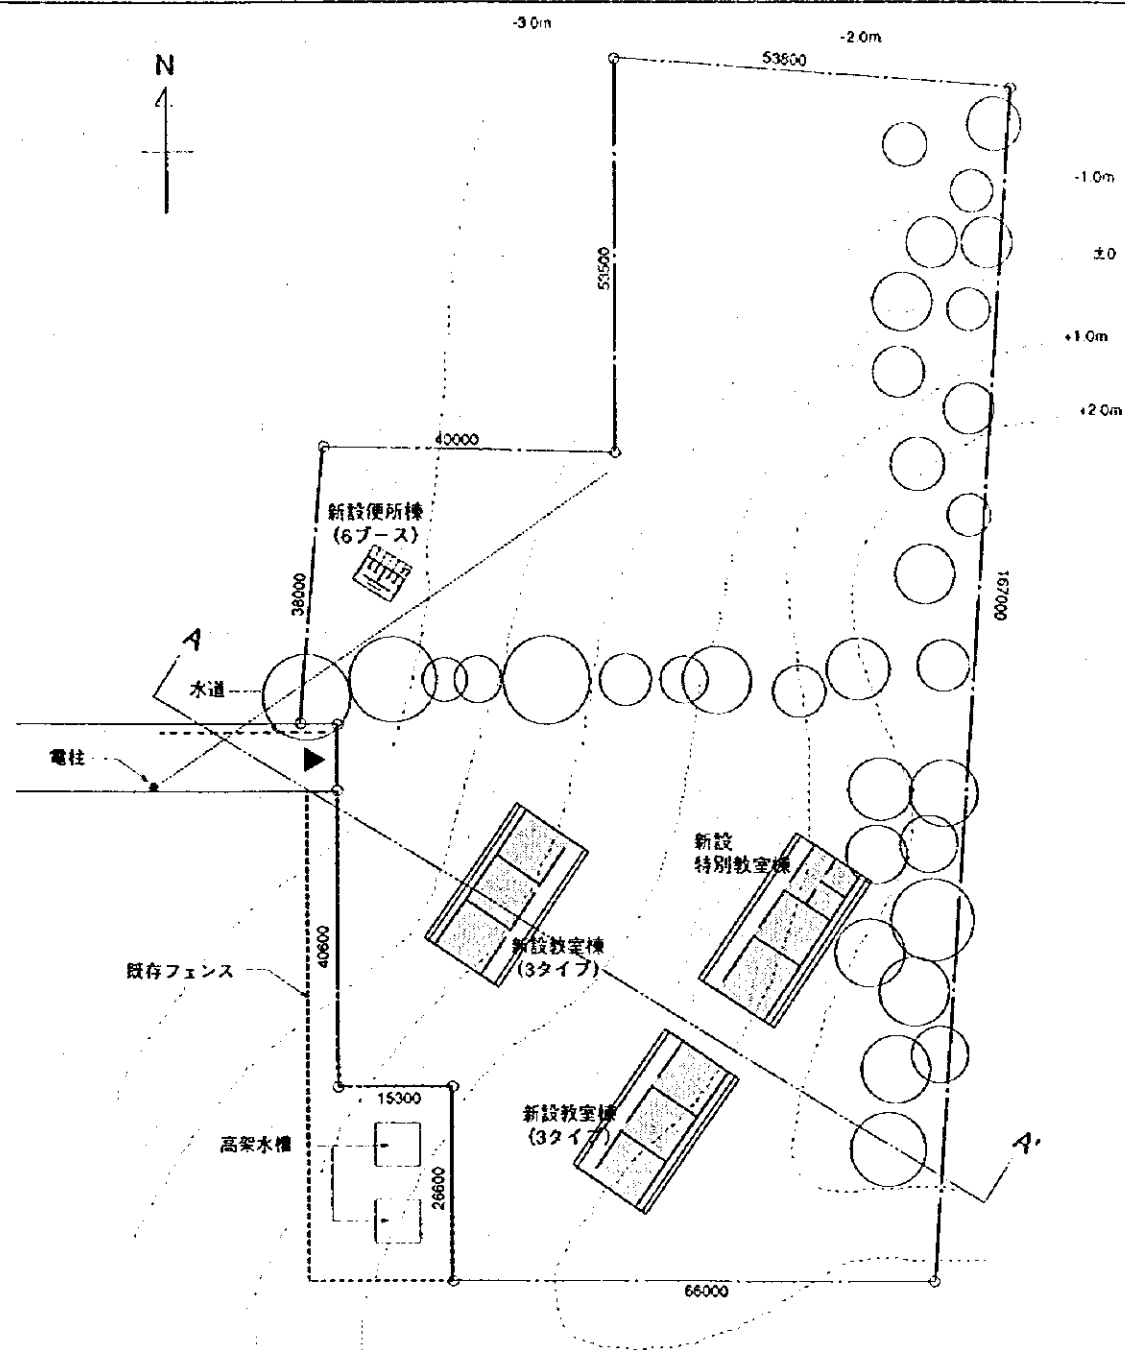 -3.0m
-2.0m
53800
N
-1.0m
±0
53500
+1.0m
+2.0m
40000
新設便所棟
(6ブース)
38000
167000
A
水道
電柱
新設
特別教室棟
新設教室棟
(3タイプ)
40600
既存フェンス
15300
新設教室棟
(3タイプ)
高架水槽
26600
A'
66000